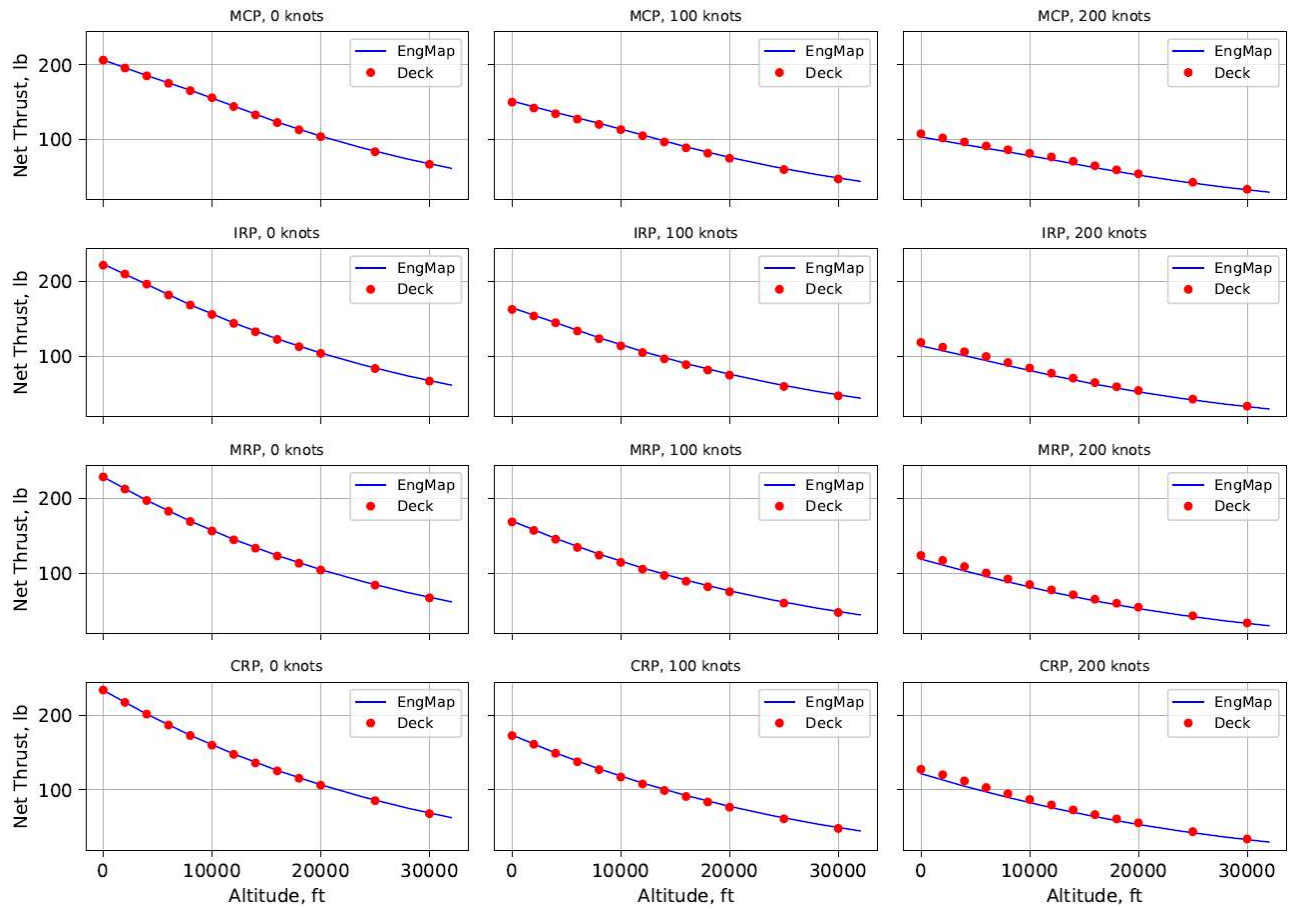 MCP, 0 knots
MCP, 100 knots
MCP, 200 knots
Net Thrust, lb
200
100
EngMap
Deck
EngMap
Deck
EngMap
Deck
IRP, 0 knots
IRP, 100 knots
IRP, 200 knots
Net Thrust, lb
200
100
EngMap
Deck
EngMap
Deck
EngMap
Deck
MRP, 0 knots
MRP, 100 knots
MRP, 200 knots
Net Thrust, lb
200
100
EngMap
Deck
EngMap
Deck
EngMap
Deck
CRP, 0 knots
CRP, 100 knots
CRP, 200 knots
Net Thrust, lb
200
100
EngMap
Deck
EngMap
Deck
EngMap
Deck
0 10000 20000 30000
0 10000 20000 30000
0 10000 20000 30000
Altitude, ft
Altitude, ft
Altitude, ft